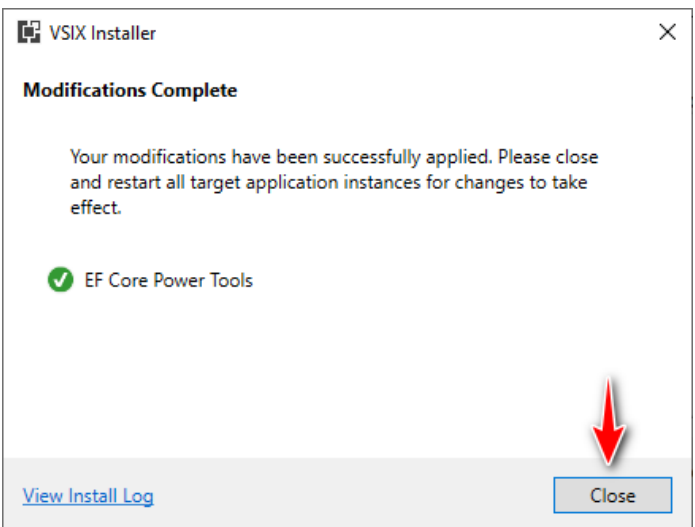 VSIX Installer
Modifications Complete
Your modifications have been successfully applied. Please close
and restart all target application instances for changes to take
effect.
EF Core Power Tools
View Install Log
Close